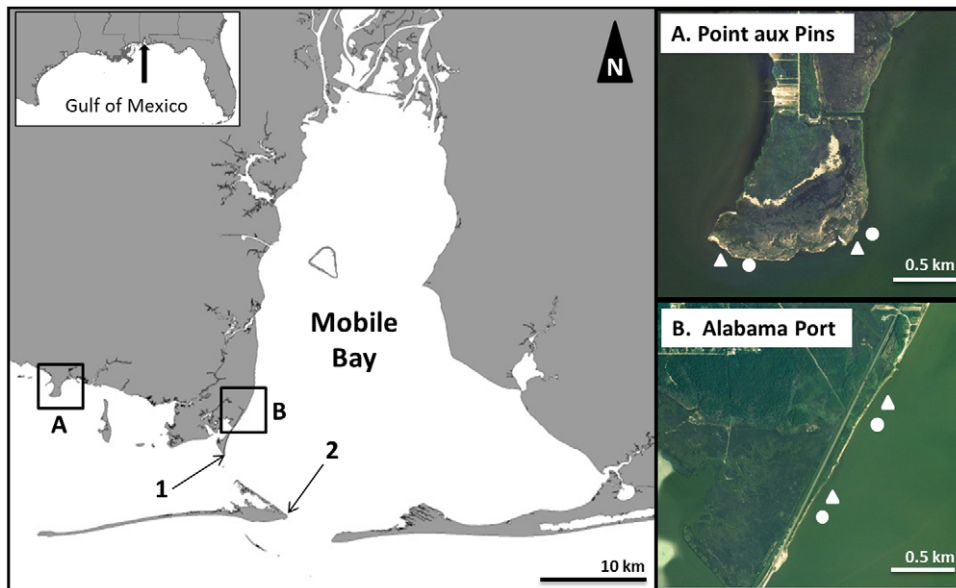 Gulf of Mexico
N
Mobile
Bay
A
B
1
2
10 km
A. Point aux Pins
0.5 km
B. Alabama Port
0.5 km